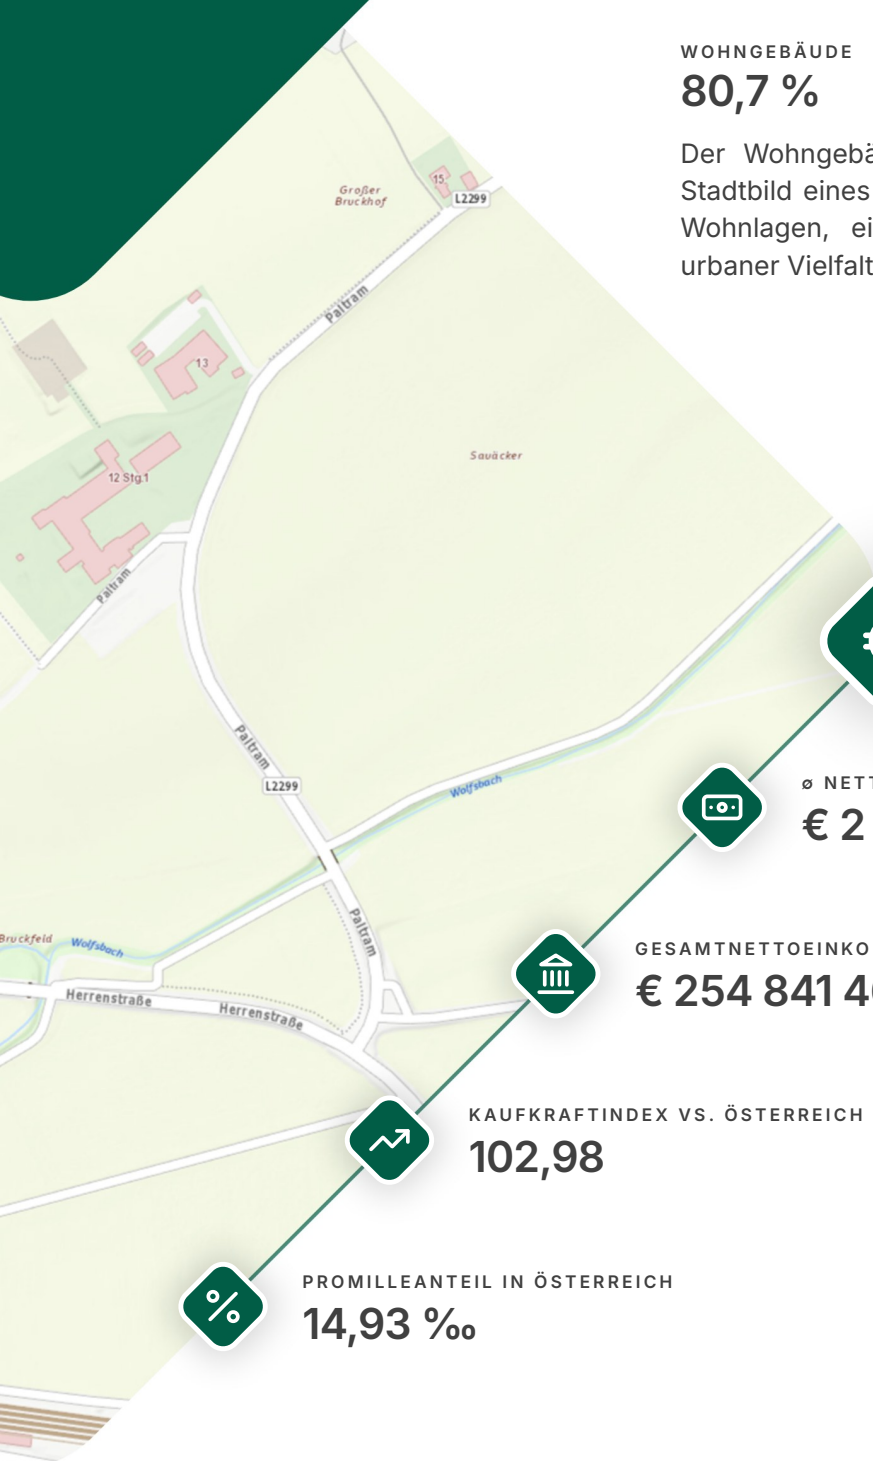 WOHNGEBÄUDE
80,7 %
Der Wohngebä
Stadtbild eines
Wohnlagen, ei
urbaner Vielfalt
15
Großer
Bruckhof
L2299
Paltram
13
Sauäcker
12 Stg.1
Paltram
Paltram
L2299
Wolfsbach
ø NETT
€ 2
Paltram
Bruckfeld
Wolfsbach
GESAMTNETTOEINKO
€ 254 841 4
Herrenstraße
Herrenstraße
KAUFKRAFTINDEX VS. ÖSTERREICH
102,98
PROMILLEANTEIL IN ÖSTERREICH
14,93 ‰